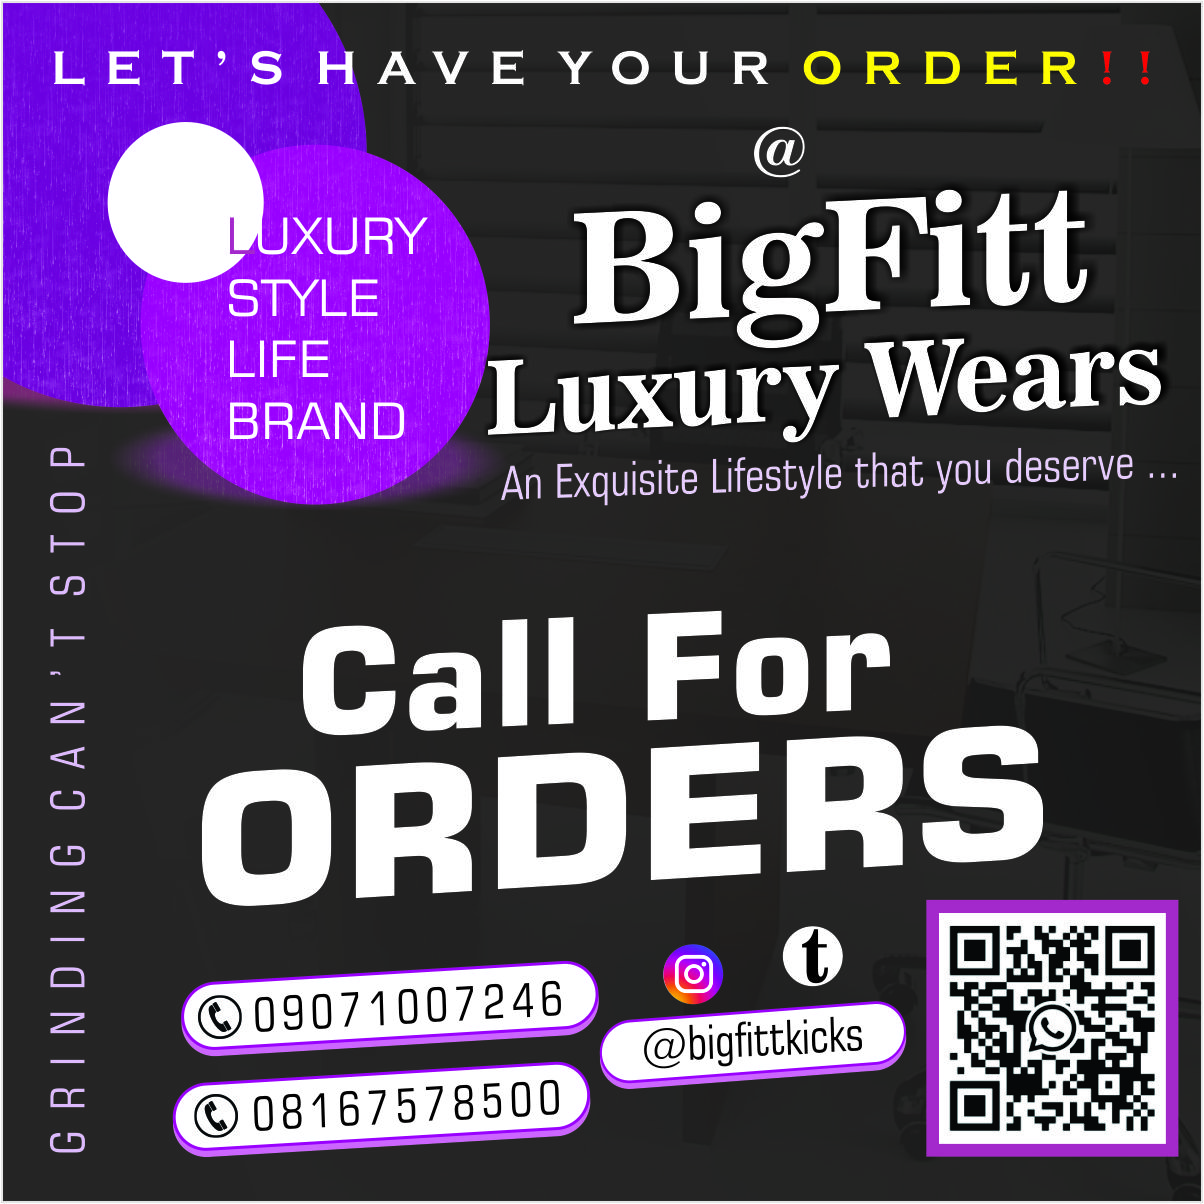 LET'S HAVE YOUR ORDER!!
@
BigFitt
Luxury Wears
An Exquisite Lifestyle that you deserve ...
LUXURY
STYLE
LIFE
BRAND
GRINDING CAN'T STOP
Call For
ORDERS
09071007246
08167578500
t
@bigfittkicks